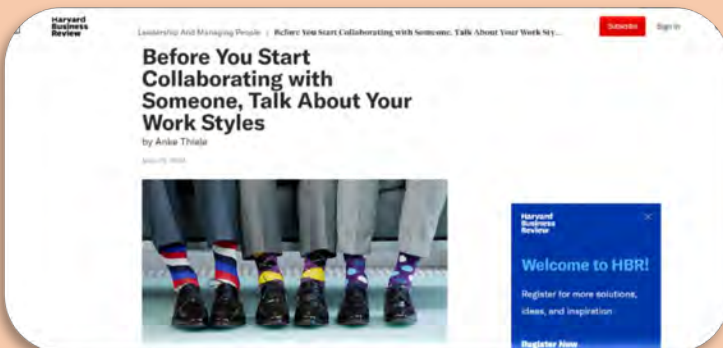 Harvard
Business
Review
Leadership And Managing People | Before You Start Collaborating with Someone, Talk About Your Work Sty...
Subscribe
Sign In
Before You Start
Collaborating with
Someone, Talk About Your
Work Styles
by Anke Thiele
Harvard
Business
Review
Welcome to HBR!
Register for more solutions,
ideas, and inspiration
Register Now